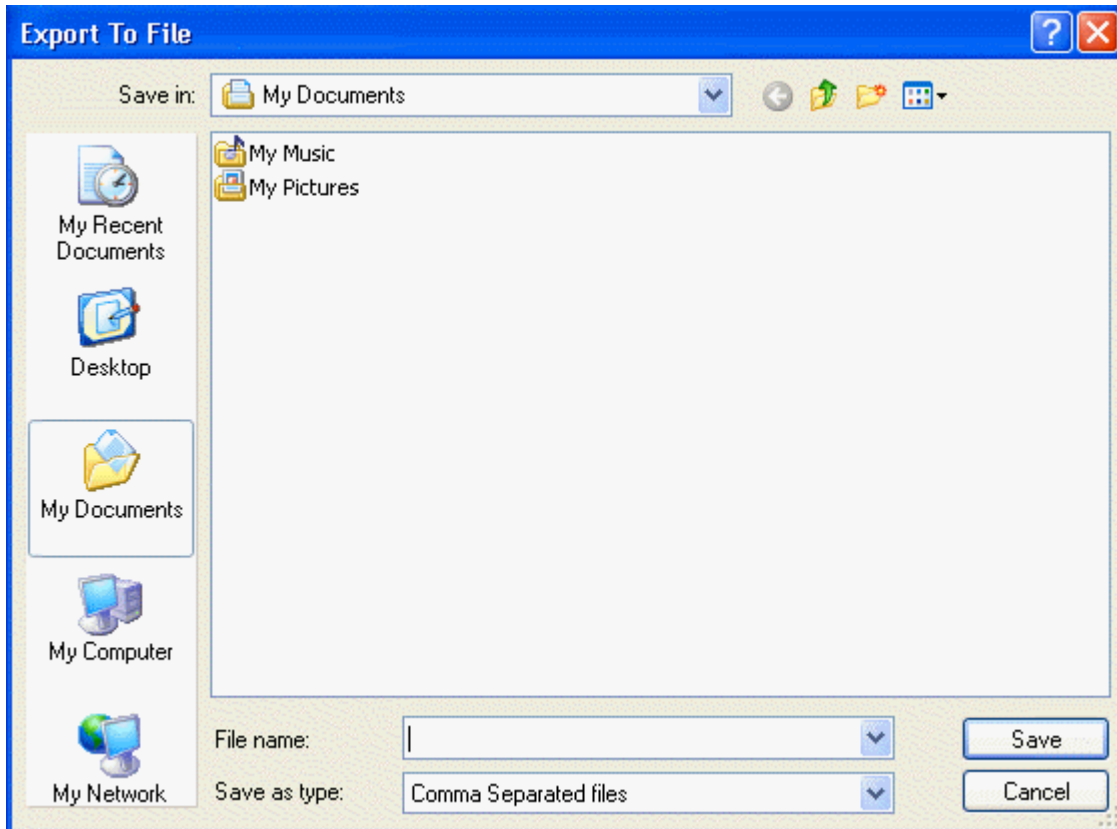 Export To File
Save in: My Documents
My Music
My Pictures
My Recent
Documents
Desktop
My Documents
My Computer
My Network
File name:
Save
Save as type: Comma Separated files
Cancel